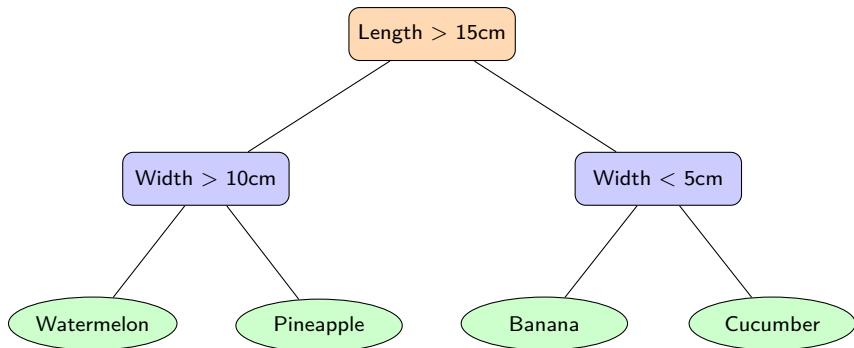 Length > 15cm
Width > 10cm
Width < 5cm
Watermelon
Pineapple
Banana
Cucumber